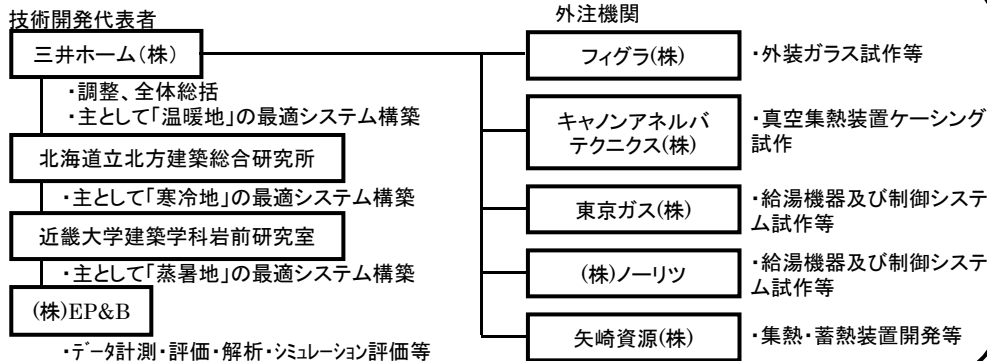 技術開発代表者
三井ホーム(株)
・調整、全体総括
・主として「温暖地」の最適システム構築
北海道立北方建築総合研究所
・主として「寒冷地」の最適システム構築
近畿大学建築学科岩前研究室
・主として「蒸暑地」の最適システム構築
(株)EP&B
・データ計測・評価・解析・シミュレーション評価等
外注機関
フィグラ(株)
・外装ガラス試作等
キャノンアネルバ
テクニクス(株)
・真空集熱装置ケーシング
試作
東京ガス(株)
・給湯機器及び制御システ
ム試作等
(株)ノーリツ
・給湯機器及び制御システ
ム試作等
矢崎資源(株)
・集熱・蓄熱装置開発等